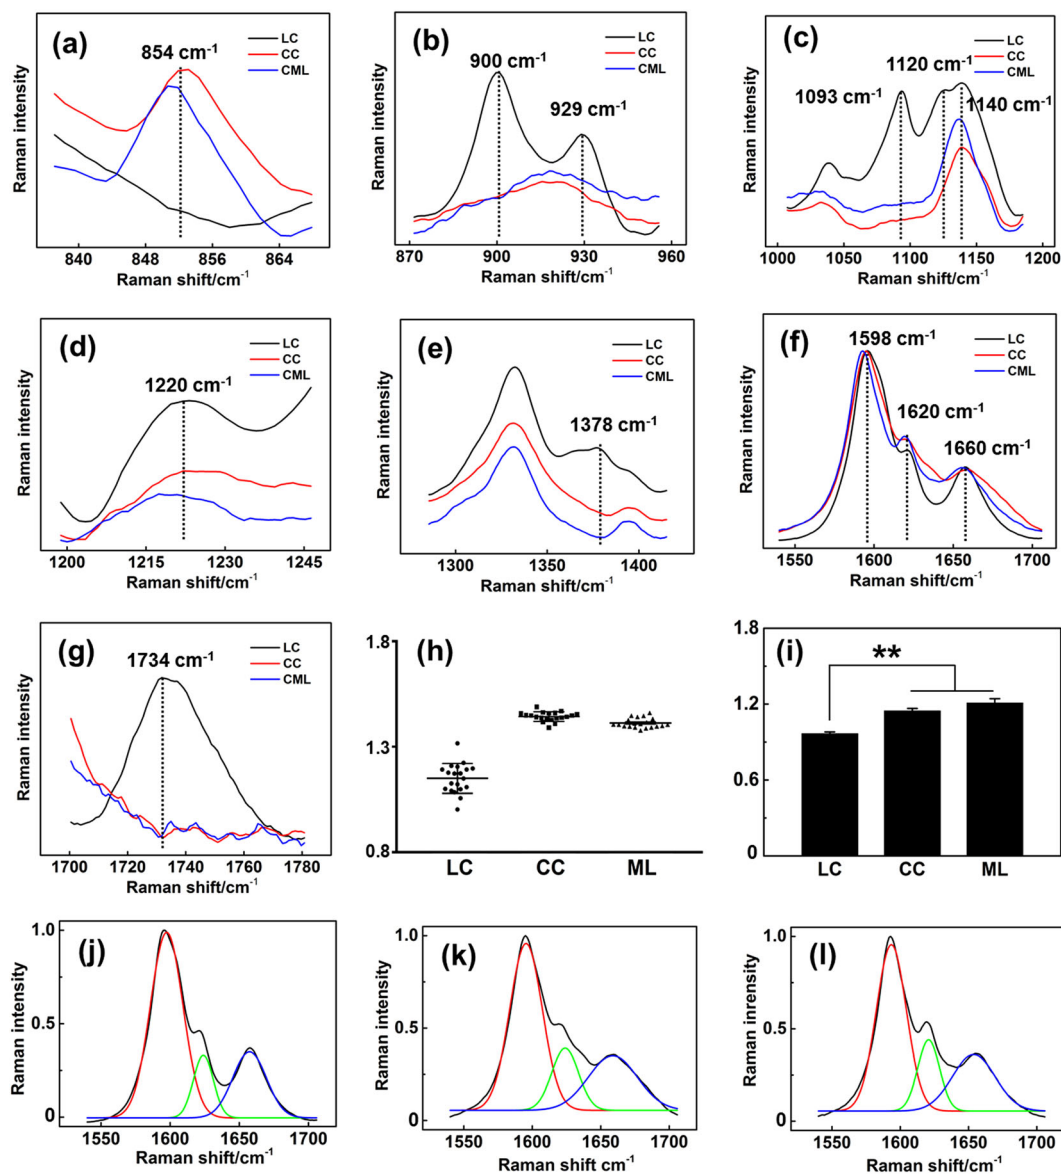 (a)
854 cm-1
LC
CC
CML
Raman intensity
840 848 856 864
Raman shift/cm-1
(b)
900 cm-1
929 cm-1
LC
CC
CML
Raman intensity
870 900 930 960
Raman shift/cm-1
(c)
1093 cm-1
1120 cm-1
1140 cm-1
LC
CC
CML
Raman intensity
1000 1050 1100 1150 1200
Raman shift/cm-1
(d)
1220 cm-1
LC
CC
CML
Raman intensity
1200 1215 1230 1245
Raman shift/cm-1
(e)
1378 cm-1
LC
CC
CML
Raman intensity
1300 1350 1400
Raman shift/cm-1
(f)
1598 cm-1
1620 cm-1
1660 cm-1
LC
CC
CML
Raman intensity
1550 1600 1650 1700
Raman shift/cm-1
(g)
1734 cm-1
LC
CC
CML
Raman intensity
1700 1720 1740 1760 1780
Raman shift/cm-1
(h)
1.8
1.3
0.8
LC CC ML
(i)
**
1.8
1.2
0.6
0
LC CC ML
(j)
Raman intensity
1.0
0.5
0
1550 1600 1650 1700
Raman shift/cm-1
(k)
Raman intensity
1.0
0.5
0
1550 1600 1650 1700
Raman shift cm-1
(l)
Raman inrensity
1.0
0.5
0
1550 1600 1650 1700
Raman shift/cm-1